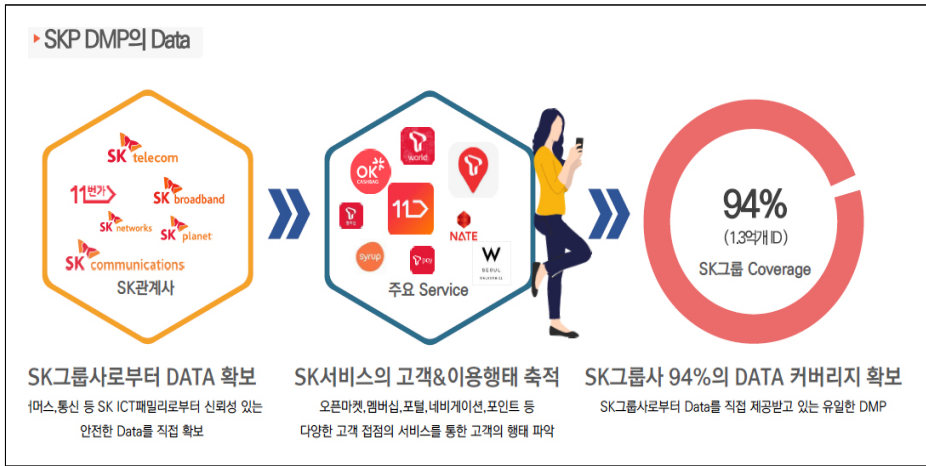 SKP DMP의 Data
SK telecom
11번가
SK broadband
SK networks
SK planet
SK communications
SK관계사
T world
OK
CASHBAG
11
NATE
syrup
T pay
W
SEOUL
WALKERHILL
주요 Service
94%
(1.3억개 ID)
SK그룹 Coverage
SK그룹사로부터 DATA 확보
머스,통신 등 SK ICT패밀리로부터 신뢰성 있는
안전한 Data를 직접 확보
SK서비스의 고객&이용행태 축적
오픈마켓,멤버십,포털,네비게이션,포인트 등
다양한 고객 접점의 서비스를 통한 고객의 행태 파악
SK그룹사 94%의 DATA 커버리지 확보
SK그룹사로부터 Data를 직접 제공받고 있는 유일한 DMP